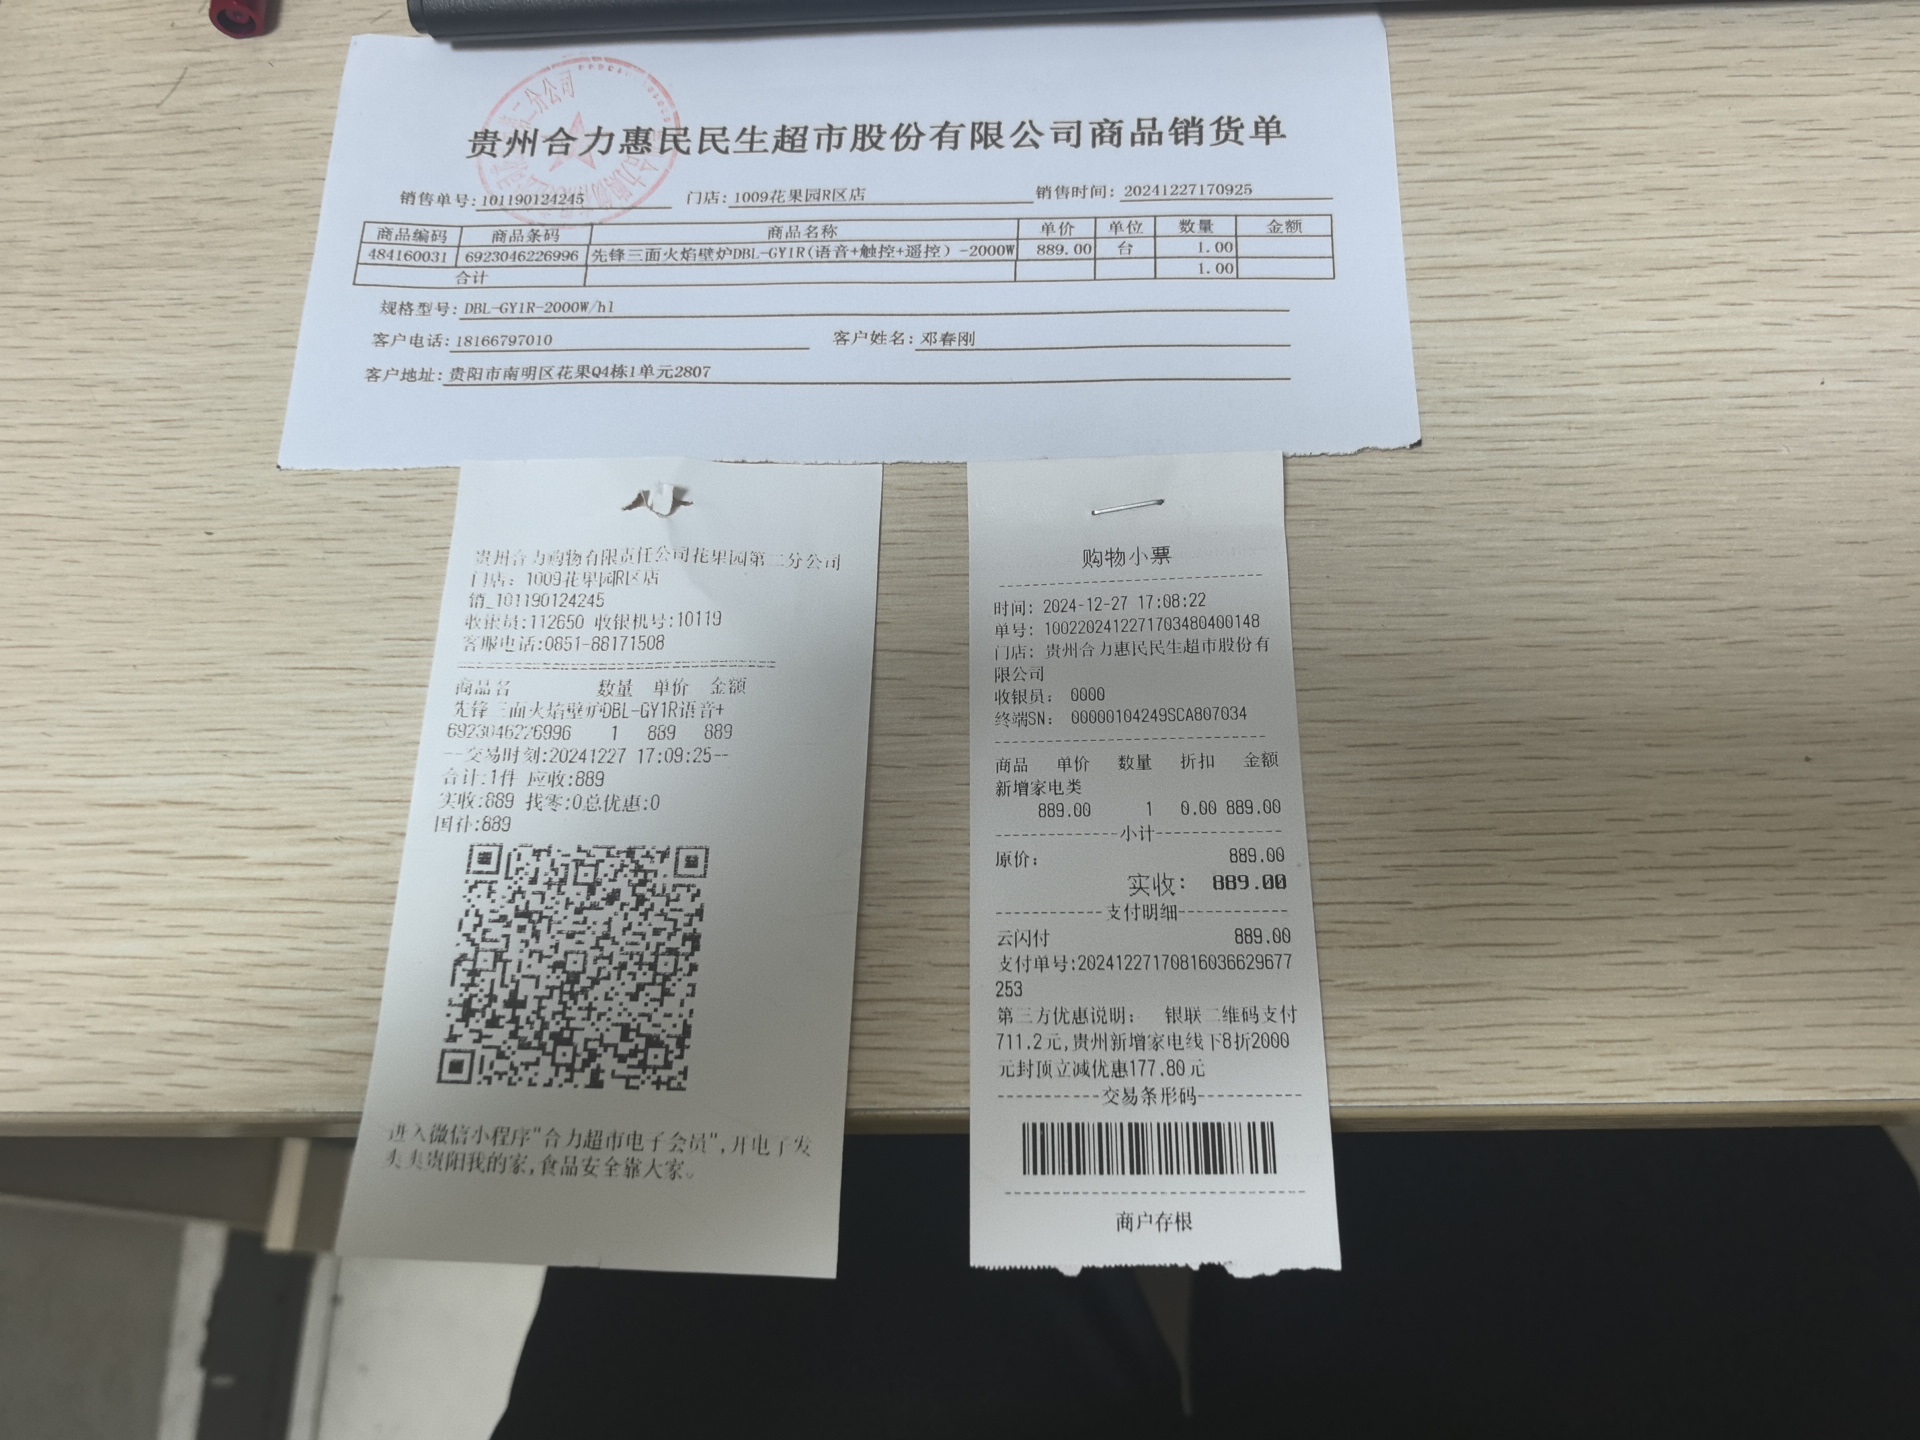 贵州合力惠民民生超市股份有限公司商品销货单
销售单号:101190124245 门店:1009花果园R区店 销售时间:20241227170925
商品编码 商品条码 商品名称 单价 单位 数量 金额
484160031 6923046226996 先锋三面火焰壁炉DBL-GY1R(语音+触控+遥控)-2000W 889.00 台 1.00
合计 1.00
规格型号:DBL-GY1R-2000W/hl
客户电话:18166797010 客户姓名:邓春刚
客户地址:贵阳市南明区花果Q4栋1单元2807
贵州合力购物有限责任公司花果园第二分公司
门店: 1009花果园R区店
销_101190124245
收银员:112650 收银机号:10119
客服电话:0851-88171508
商品名 数量 单价 金额
先锋三面火焰壁炉DBL-GY1R语音+
6923046226996 1 889 889
--交易时刻:20241227 17:09:25--
合计:1件 应收:889
实收:889 找零:0总优惠:0
国补:889
进入微信小程序"合力超市电子会员",开电子发
爽爽贵阳我的家,食品安全靠大家。
购物小票
时间: 2024-12-27 17:08:22
单号: 1002202412271703480400148
门店: 贵州合力惠民民生超市股份有
限公司
收银员: 0000
终端SN: 00000104249SCA807034
商品 单价 数量 折扣 金额
新增家电类
889.00 1 0.00 889.00
小计
原价: 889.00
实收: 889.00
支付明细
云闪付 889.00
支付单号:20241227170816036629677
253
第三方优惠说明: 银联二维码支付
711.2元,贵州新增家电线下8折2000
元封顶立减优惠177.80元
交易条形码
商户存根